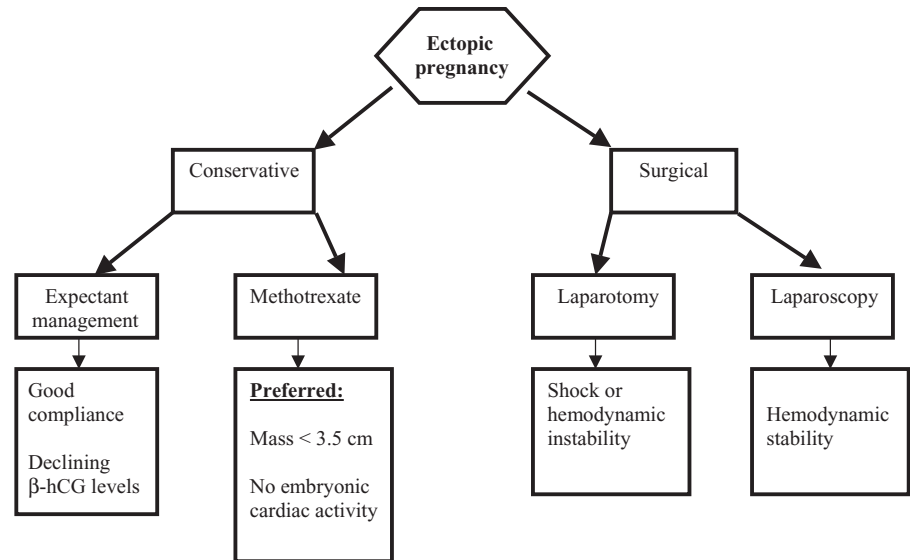 Ectopic
pregnancy
Conservative
Surgical
Expectant
management
Methotrexate
Laparotomy
Laparoscopy
Good
compliance
Declining
β-hCG levels
Preferred:
Mass < 3.5 cm
No embryonic
cardiac activity
Shock or
hemodynamic
instability
Hemodynamic
stability